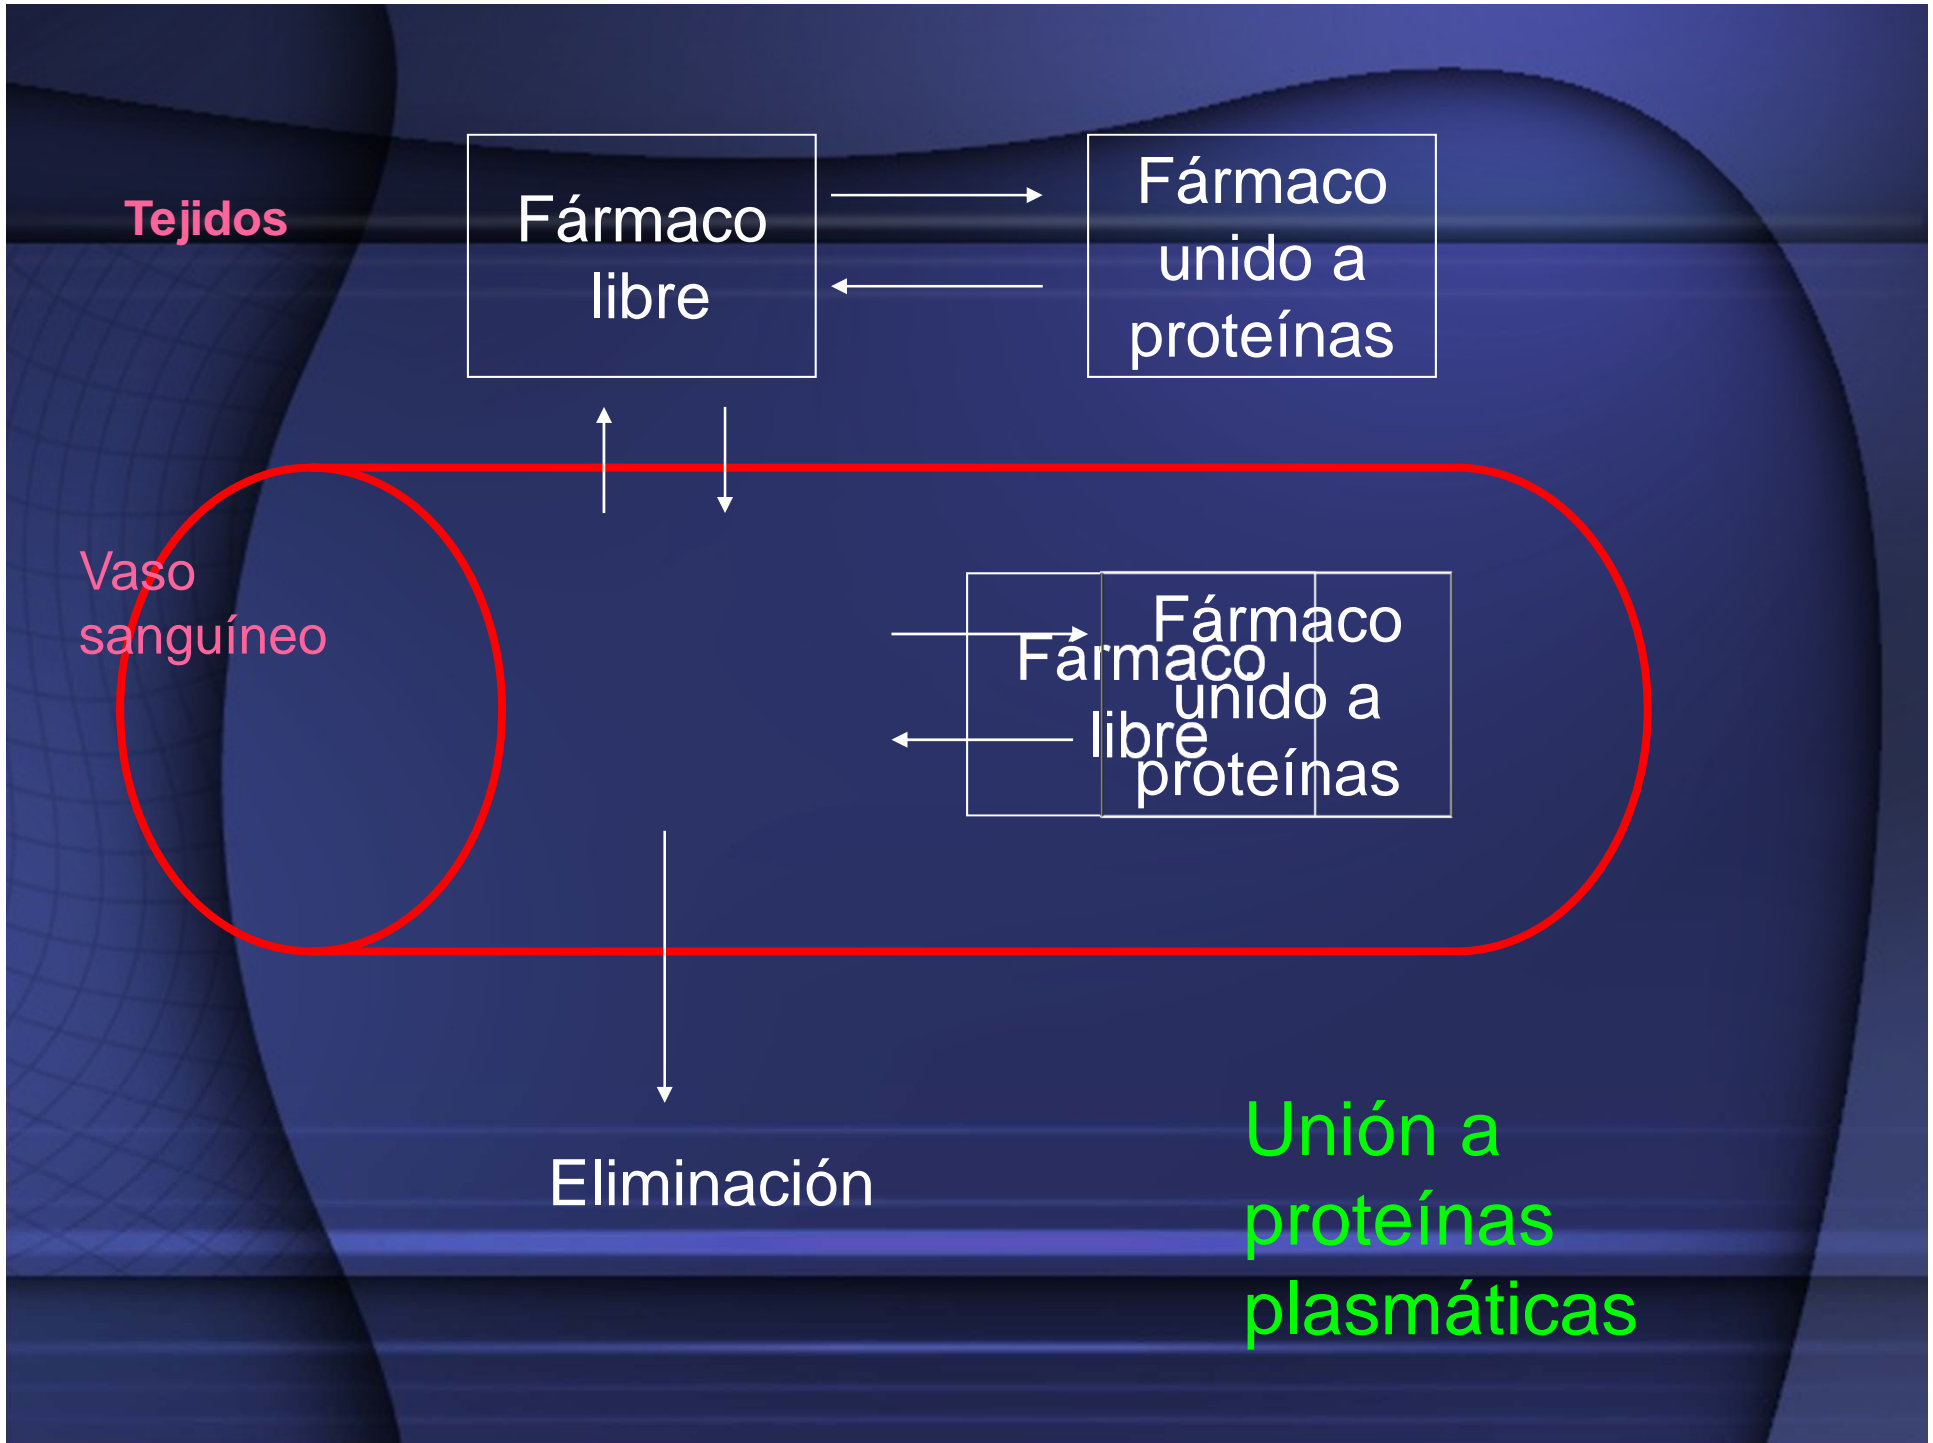 Tejidos
Fármaco
libre
Fármaco
unido a
proteínas
Vaso
sanguíneo
Fármaco
libre
Fármaco
unido a
proteínas
Eliminación
Unión a
proteínas
plasmáticas